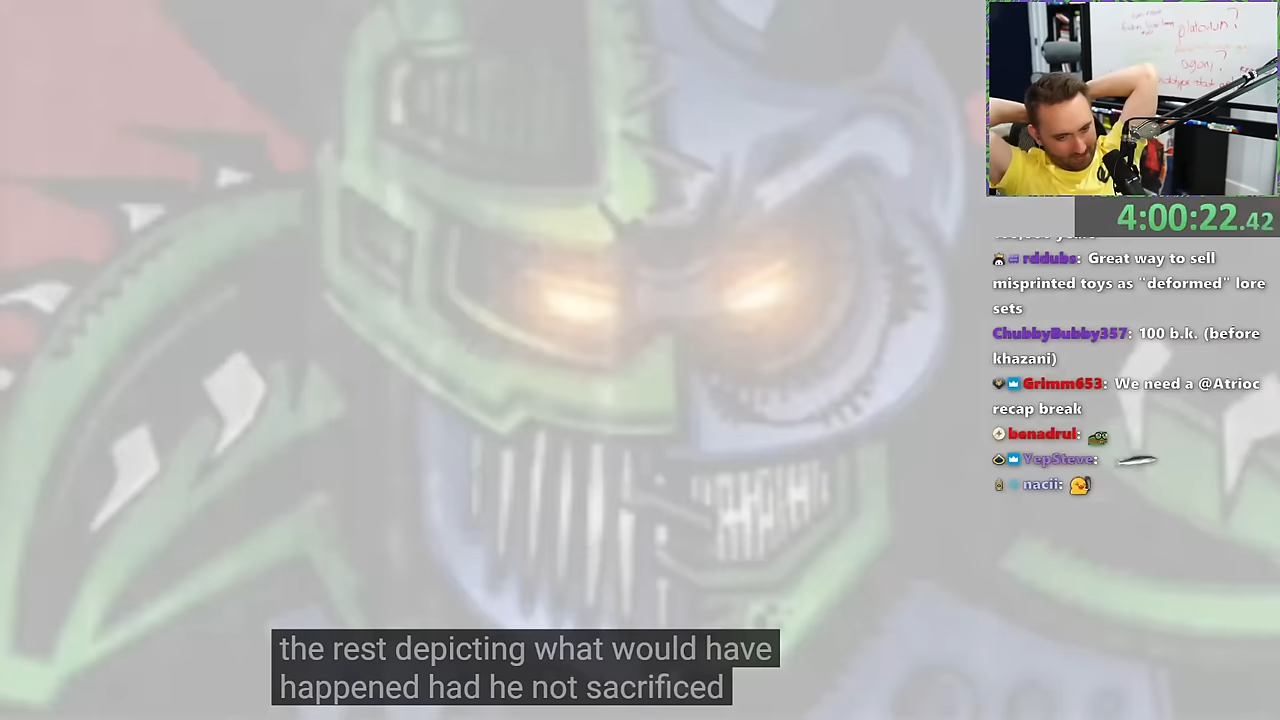 platowun?
agony?
4:00:22.42
rddubs: Great way to sell
misprinted toys as "deformed" lore
sets
ChubbyBubby357: 100 b.k. (before
khazani)
Grimm653: We need a @Atrioc
recap break
benadrul:
YepSteve:
nacii:
the rest depicting what would have
happened had he not sacrificed